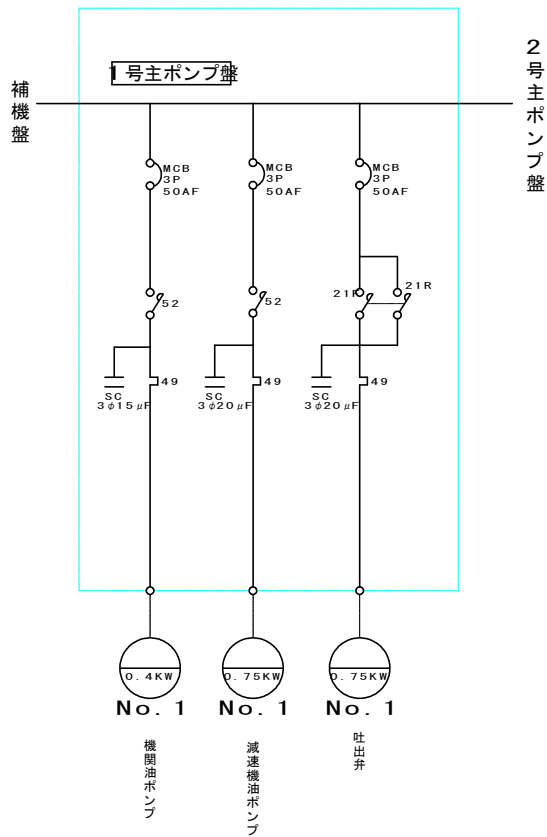 1号主ポンプ盤
補機盤
2号主ポンプ盤
MCB
3P
50AF
MCB
3P
50AF
MCB
3P
50AF
52
52
21F
21R
49
49
49
SC
3φ15μF
SC
3φ20μF
SC
3φ20μF
0.4KW
0.75KW
0.75KW
No.1
No.1
No.1
機関油ポンプ
減速機油ポンプ
吐出弁